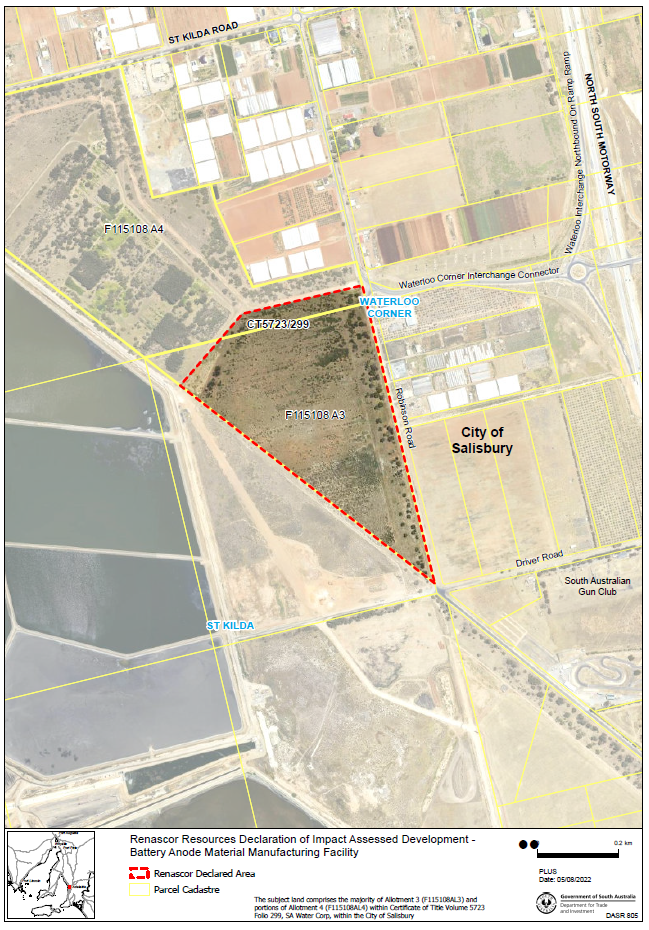 ST KILDA ROAD
NORTH SOUTH MOTORWAY
Waterloo Interchange Northbound On Ramp Ramp
F115108 A4
Waterloo Corner Interchange Connector
WATERLOO
CORNER
CT5723/299
F115108 A3
Robinson Road
City of
Salisbury
Driver Road
South Australian
Gun Club
ST KILDA
Renascor Resources Declaration of Impact Assessed Development -
Battery Anode Material Manufacturing Facility
Renascor Declared Area
Parcel Cadastre
The subject land comprises the majority of Allotment 3 (F115108AL3) and
portions of Allotment 4 (F115108AL4) within Certificate of Title Volume 5723
Folio 299, SA Water Corp, within the City of Salisbury
0.2 km
PLUS
Date: 05/08/2022
Government of South Australia
Department for Trade
and Investment
DASR 805